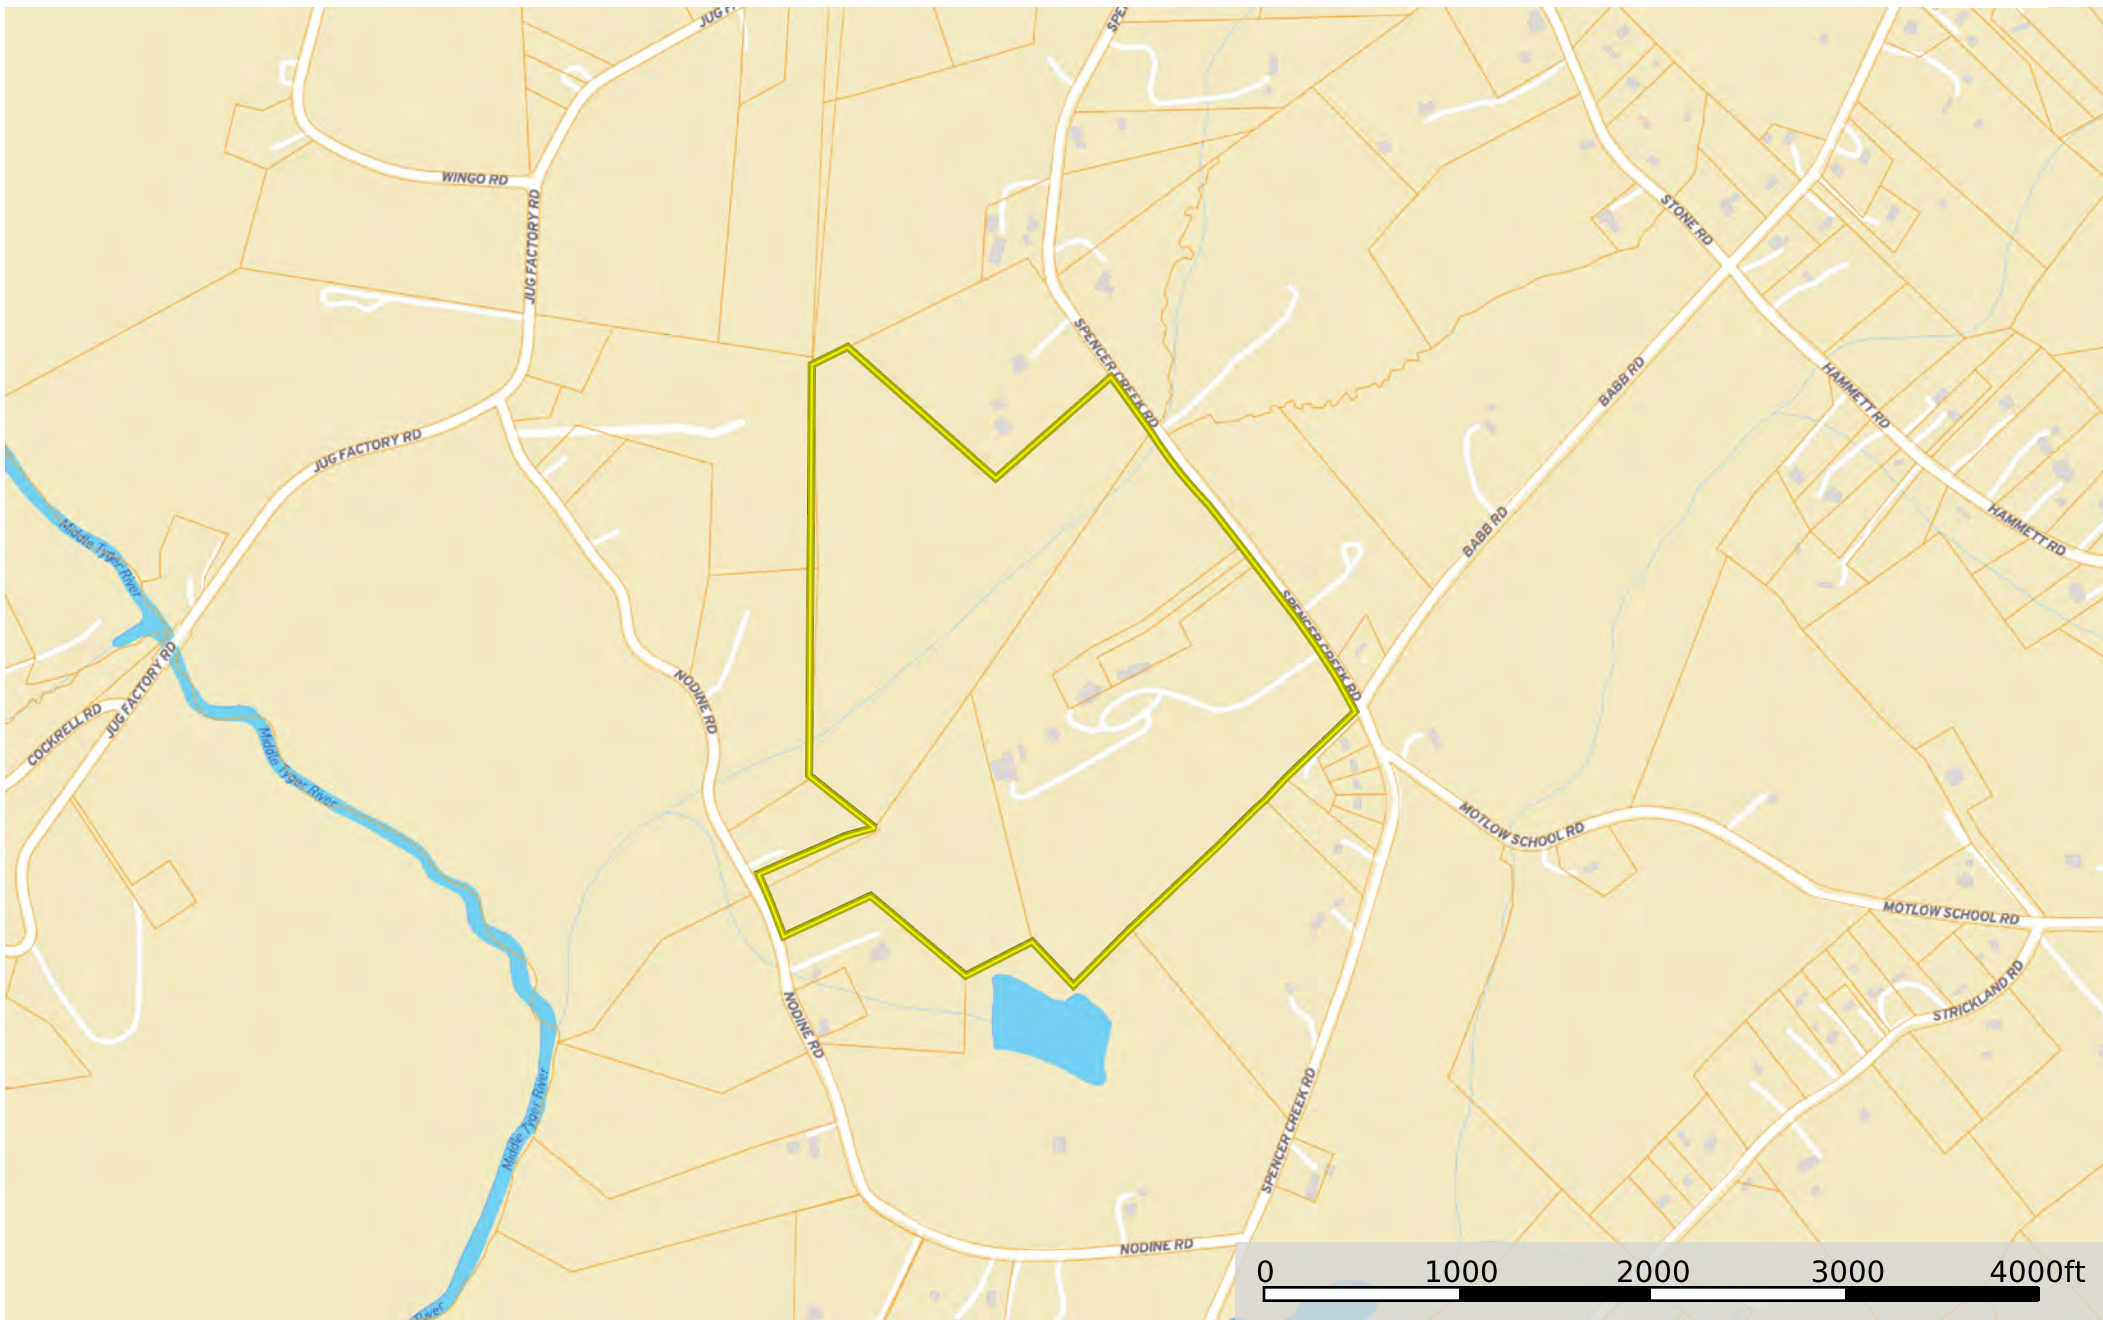 JUG F
SPE
WINGO RD
JUG FACTORY RD
STONE RD
SPENCER CREEK RD
BABB RD
HAMMETT RD
JUG FACTORY RD
BABB RD
HAMMETT RD
Middle Tyger River
SPENCER CREEK RD
JUG FACTORY RD
NODINE RD
COCKRELL RD
Middle Tyger River
MOTLOW SCHOOL RD
MOTLOW SCHOOL RD
STRICKLAND RD
NODINE RD
Middle Tyger River
SPENCER CREEK RD
NODINE RD
0 1000 2000 3000 4000ft
River